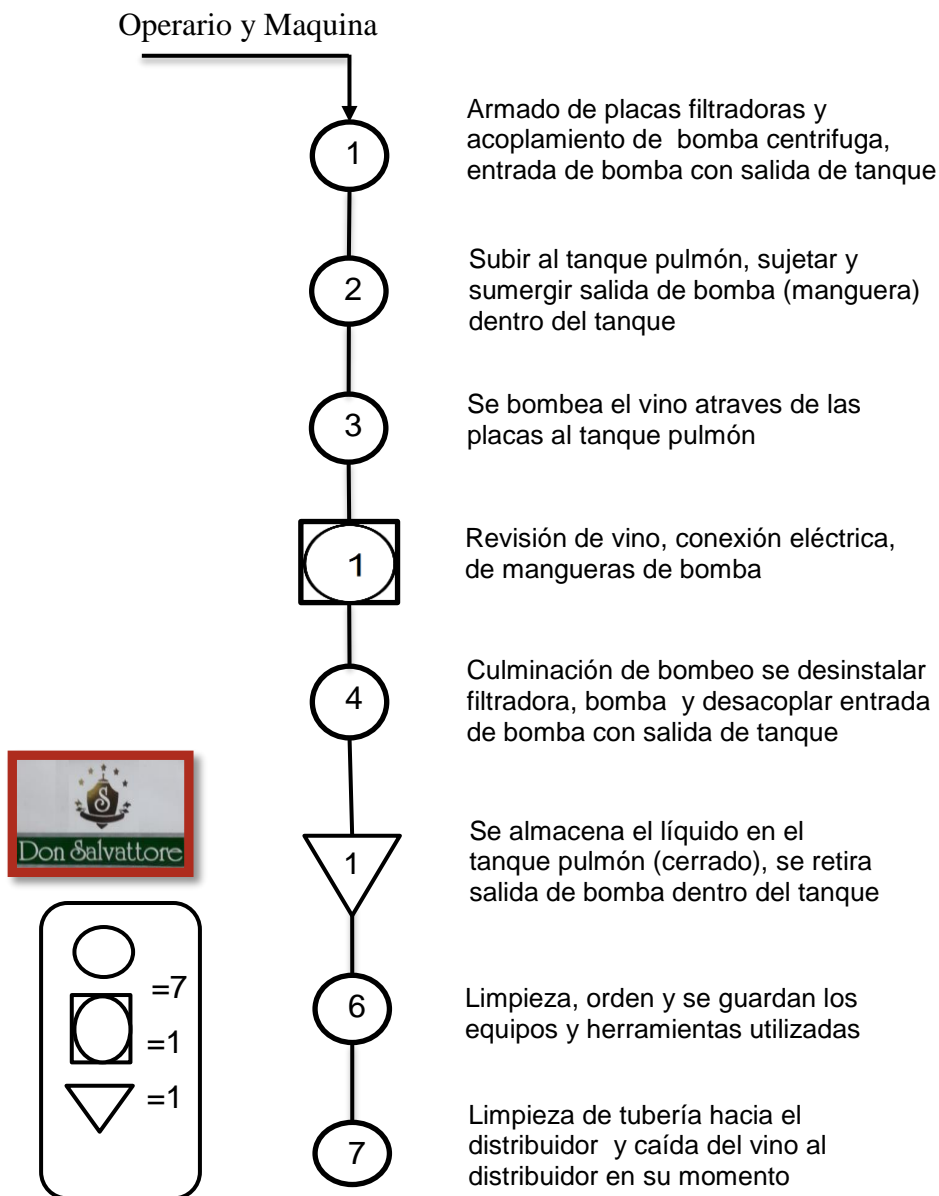 Operario y Maquina
1
Armado de placas filtradoras y
acoplamiento de bomba centrifuga,
entrada de bomba con salida de tanque
2
Subir al tanque pulmón, sujetar y
sumergir salida de bomba (manguera)
dentro del tanque
3
Se bombea el vino atraves de las
placas al tanque pulmón
1
Revisión de vino, conexión eléctrica,
de mangueras de bomba
4
Culminación de bombeo se desinstalar
filtradora, bomba y desacoplar entrada
de bomba con salida de tanque
1
Se almacena el líquido en el
tanque pulmón (cerrado), se retira
salida de bomba dentro del tanque
6
Limpieza, orden y se guardan los
equipos y herramientas utilizadas
7
Limpieza de tubería hacia el
distribuidor y caída del vino al
distribuidor en su momento
S
Don Salvattore
=7
=1
=1